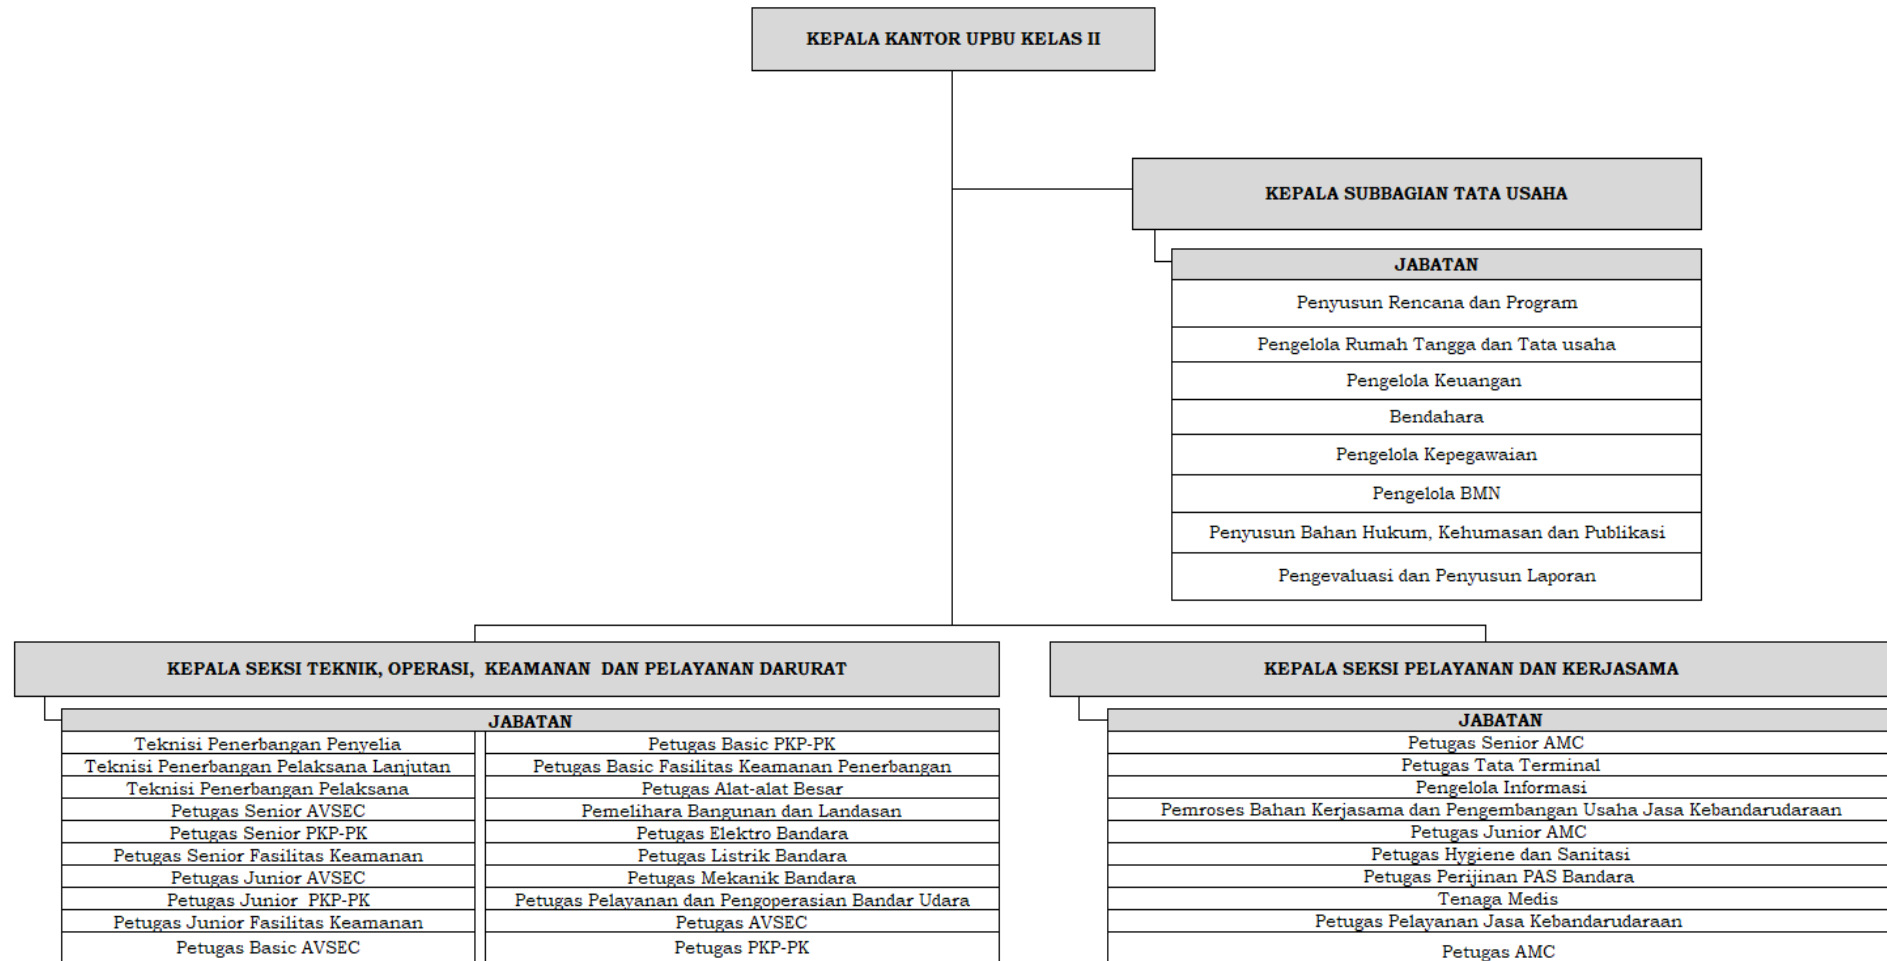 KEPALA KANTOR UPBU KELAS II
KEPALA SUBBAGIAN TATA USAHA
JABATAN
Penyusun Rencana dan Program
Pengelola Rumah Tangga dan Tata usaha
Pengelola Keuangan
Bendahara
Pengelola Kepegawaian
Pengelola BMN
Penyusun Bahan Hukum, Kehumasan dan Publikasi
Pengevaluasi dan Penyusun Laporan
KEPALA SEKSI TEKNIK, OPERASI, KEAMANAN DAN PELAYANAN DARURAT
JABATAN
Teknisi Penerbangan Penyelia
Teknisi Penerbangan Pelaksana Lanjutan
Teknisi Penerbangan Pelaksana
Petugas Senior AVSEC
Petugas Senior PKP-PK
Petugas Senior Fasilitas Keamanan
Petugas Junior AVSEC
Petugas Junior PKP-PK
Petugas Junior Fasilitas Keamanan
Petugas Basic AVSEC
Petugas Basic PKP-PK
Petugas Basic Fasilitas Keamanan Penerbangan
Petugas Alat-alat Besar
Pemelihara Bangunan dan Landasan
Petugas Elektro Bandara
Petugas Listrik Bandara
Petugas Mekanik Bandara
Petugas Pelayanan dan Pengoperasian Bandar Udara
Petugas AVSEC
Petugas PKP-PK
KEPALA SEKSI PELAYANAN DAN KERJASAMA
JABATAN
Petugas Senior AMC
Petugas Tata Terminal
Pengelola Informasi
Pemroses Bahan Kerjasama dan Pengembangan Usaha Jasa Kebandarudaraan
Petugas Junior AMC
Petugas Hygiene dan Sanitasi
Petugas Perijinan PAS Bandara
Tenaga Medis
Petugas Pelayanan Jasa Kebandarudaraan
Petugas AMC